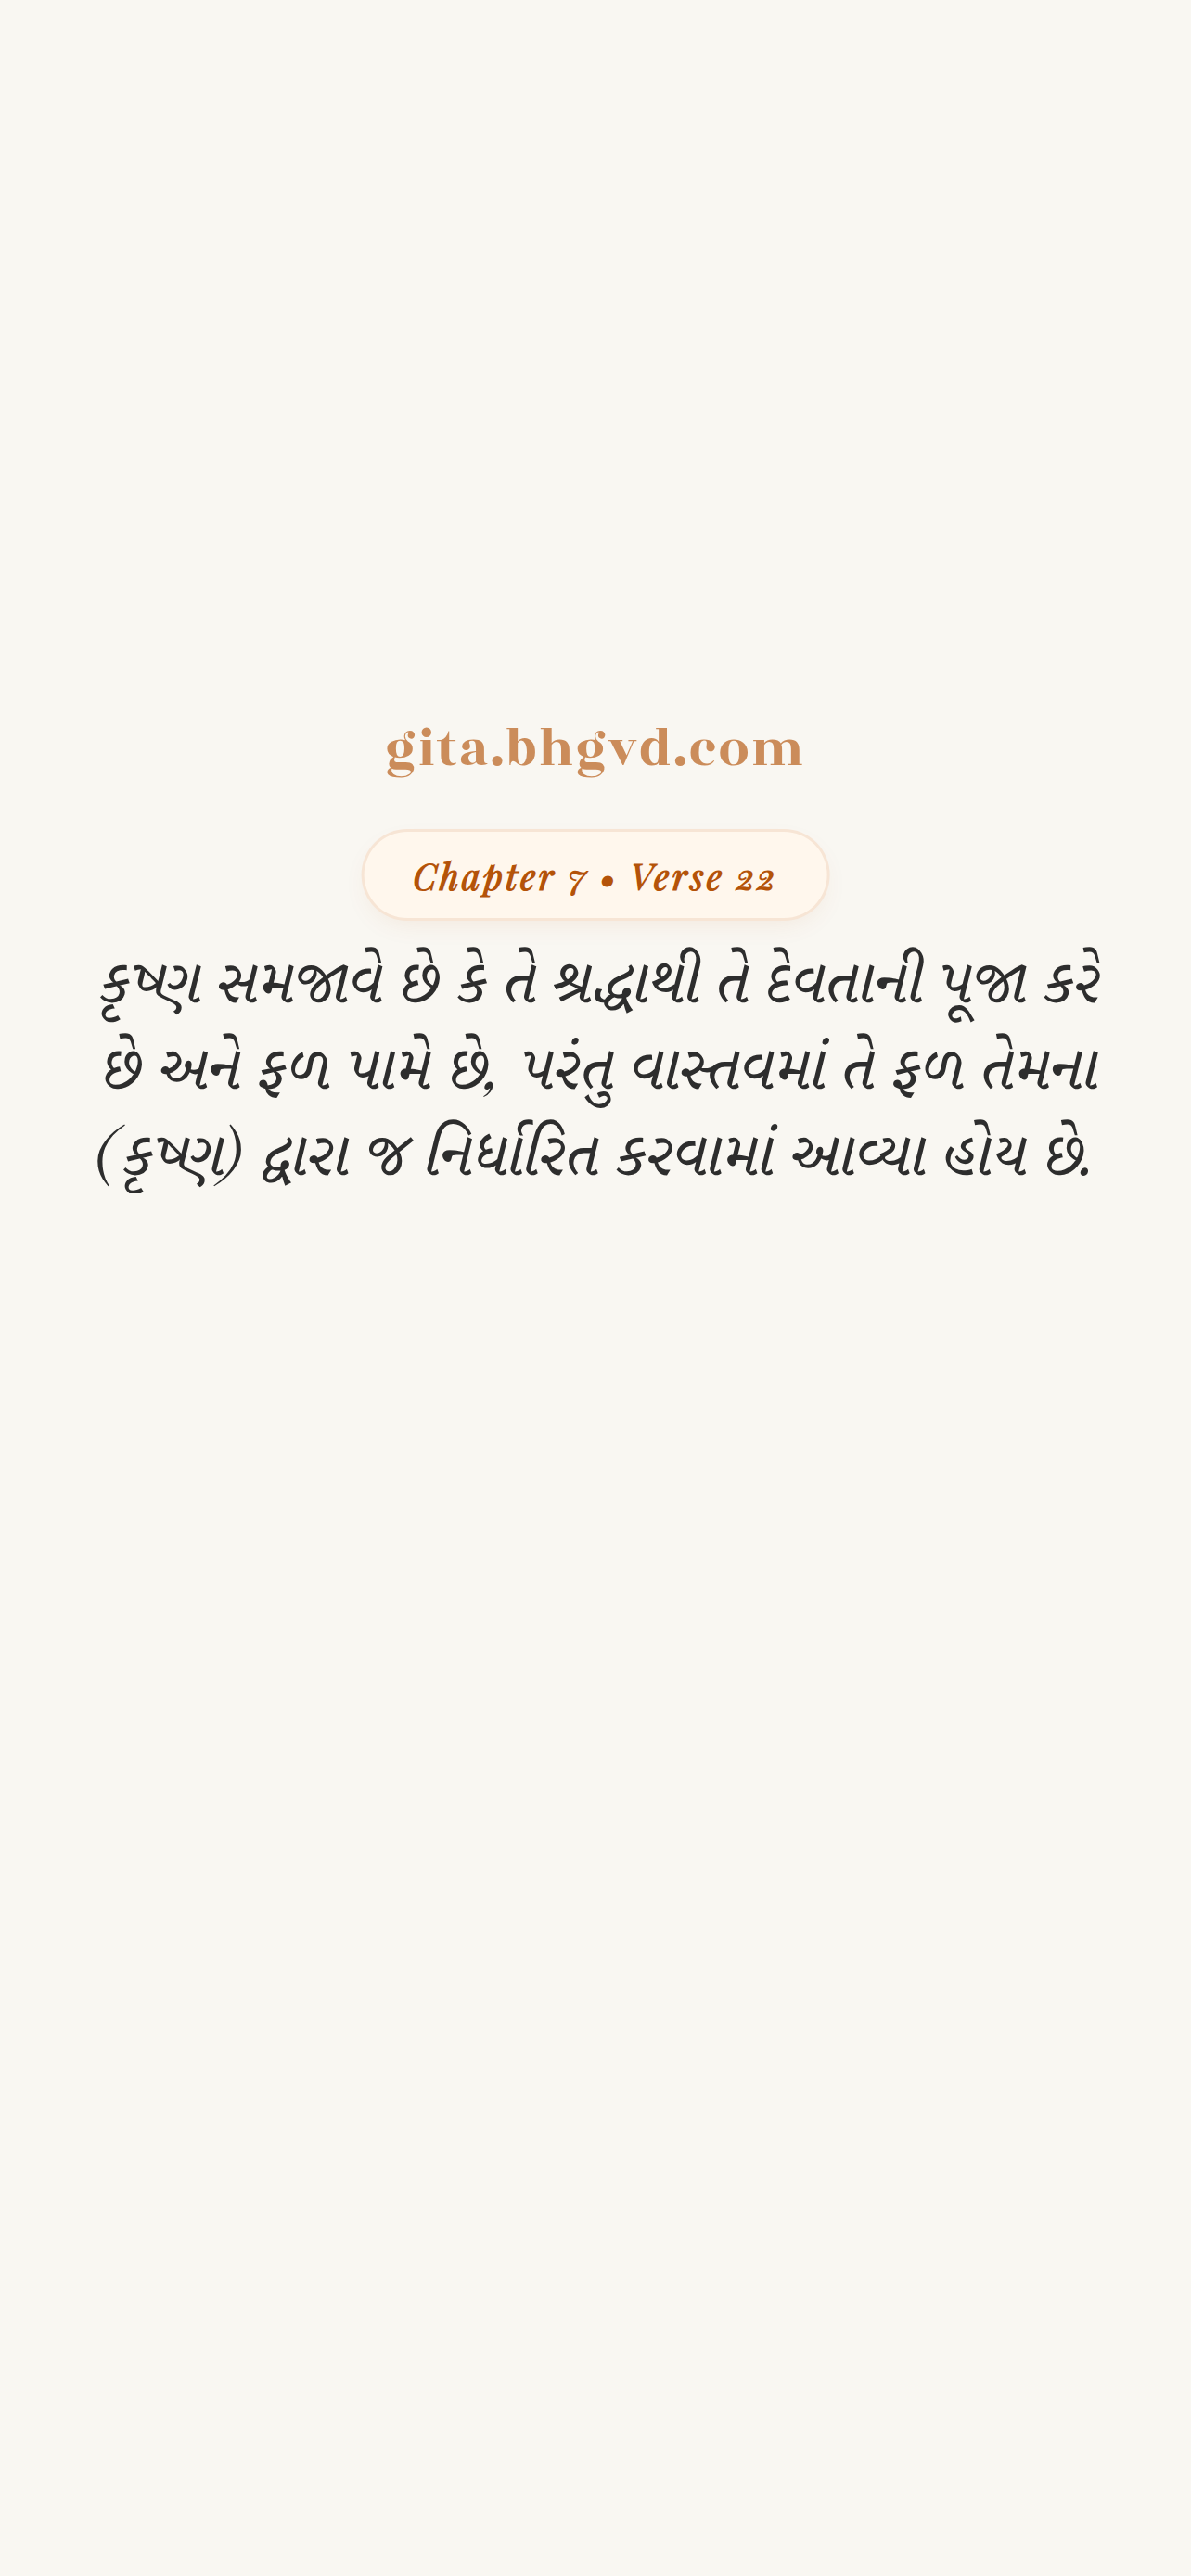 gita.bhgvd.com
Chapter 7 • Verse 22
કૃષ્ણ સમજાવે છે કે તે શ્રદ્ધાથી તે દેવતાની પૂજા કરે
છે અને ફળ પામે છે, પરંતુ વાસ્તવમાં તે ફળ તેમના
(કૃષ્ણ) દ્વારા જ નિર્ધારિત કરવામાં આવ્યા હોય છે.